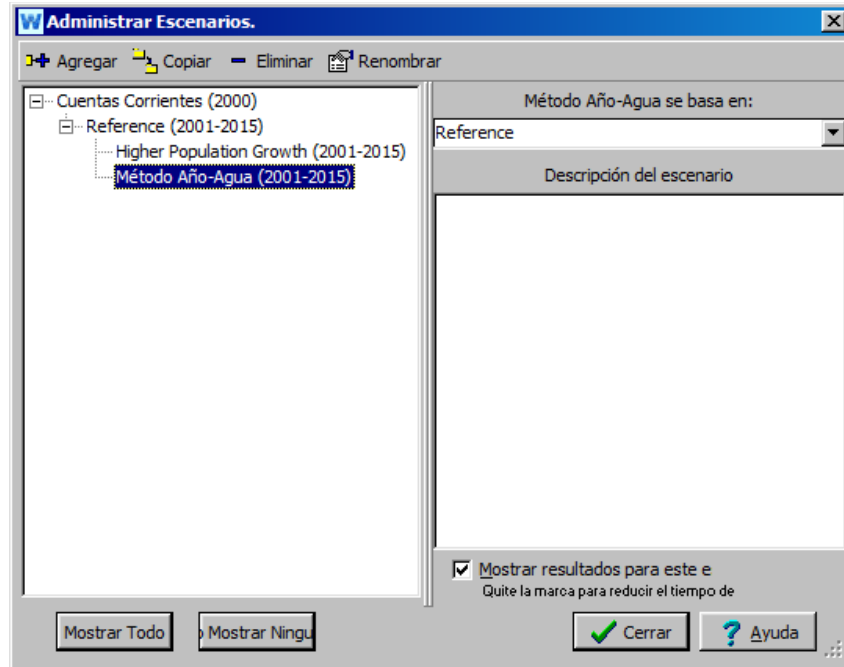 Administrar Escenarios.
Agregar Copiar Eliminar Renombrar
Cuentas Corrientes (2000)
Reference (2001-2015)
Higher Population Growth (2001-2015)
Método Año-Agua (2001-2015)
Método Año-Agua se basa en:
Reference
Descripción del escenario
Mostrar resultados para este e
Quite la marca para reducir el tiempo de
Mostrar Todo
Mostrar Ningu
Cerrar
Ayuda